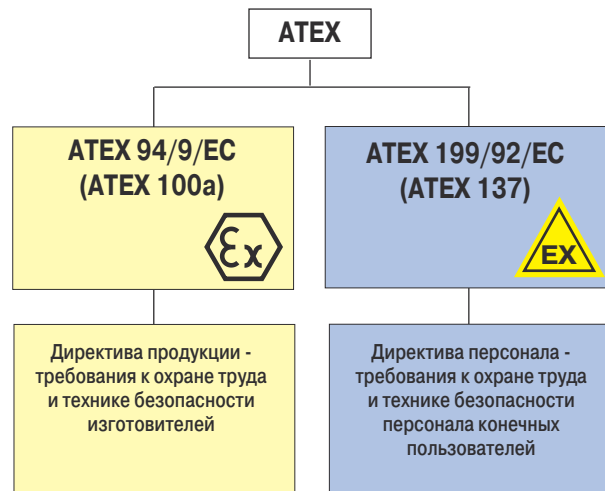 ATEX
ATEX 94/9/EC
(ATEX 100a)
Ex
ATEX 199/92/EC
(ATEX 137)
EX
Директива продукции -
требования к охране труда
и технике безопасности
изготовителей
Директива персонала -
требования к охране труда
и технике безопасности
персонала конечных
пользователей